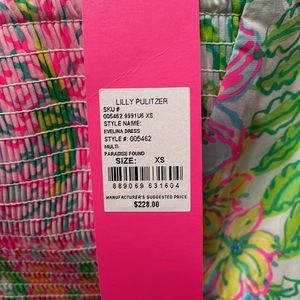 LILLY PULITZER
SKU #
005462 9991U6 XS
STYLE NAME:
EVELINA DRESS
STYLE #: 005462
MULTI
PARADISE FOUND
SIZE: XS
889069 631604
MANUFACTURER'S SUGGESTED PRICE
$228.00